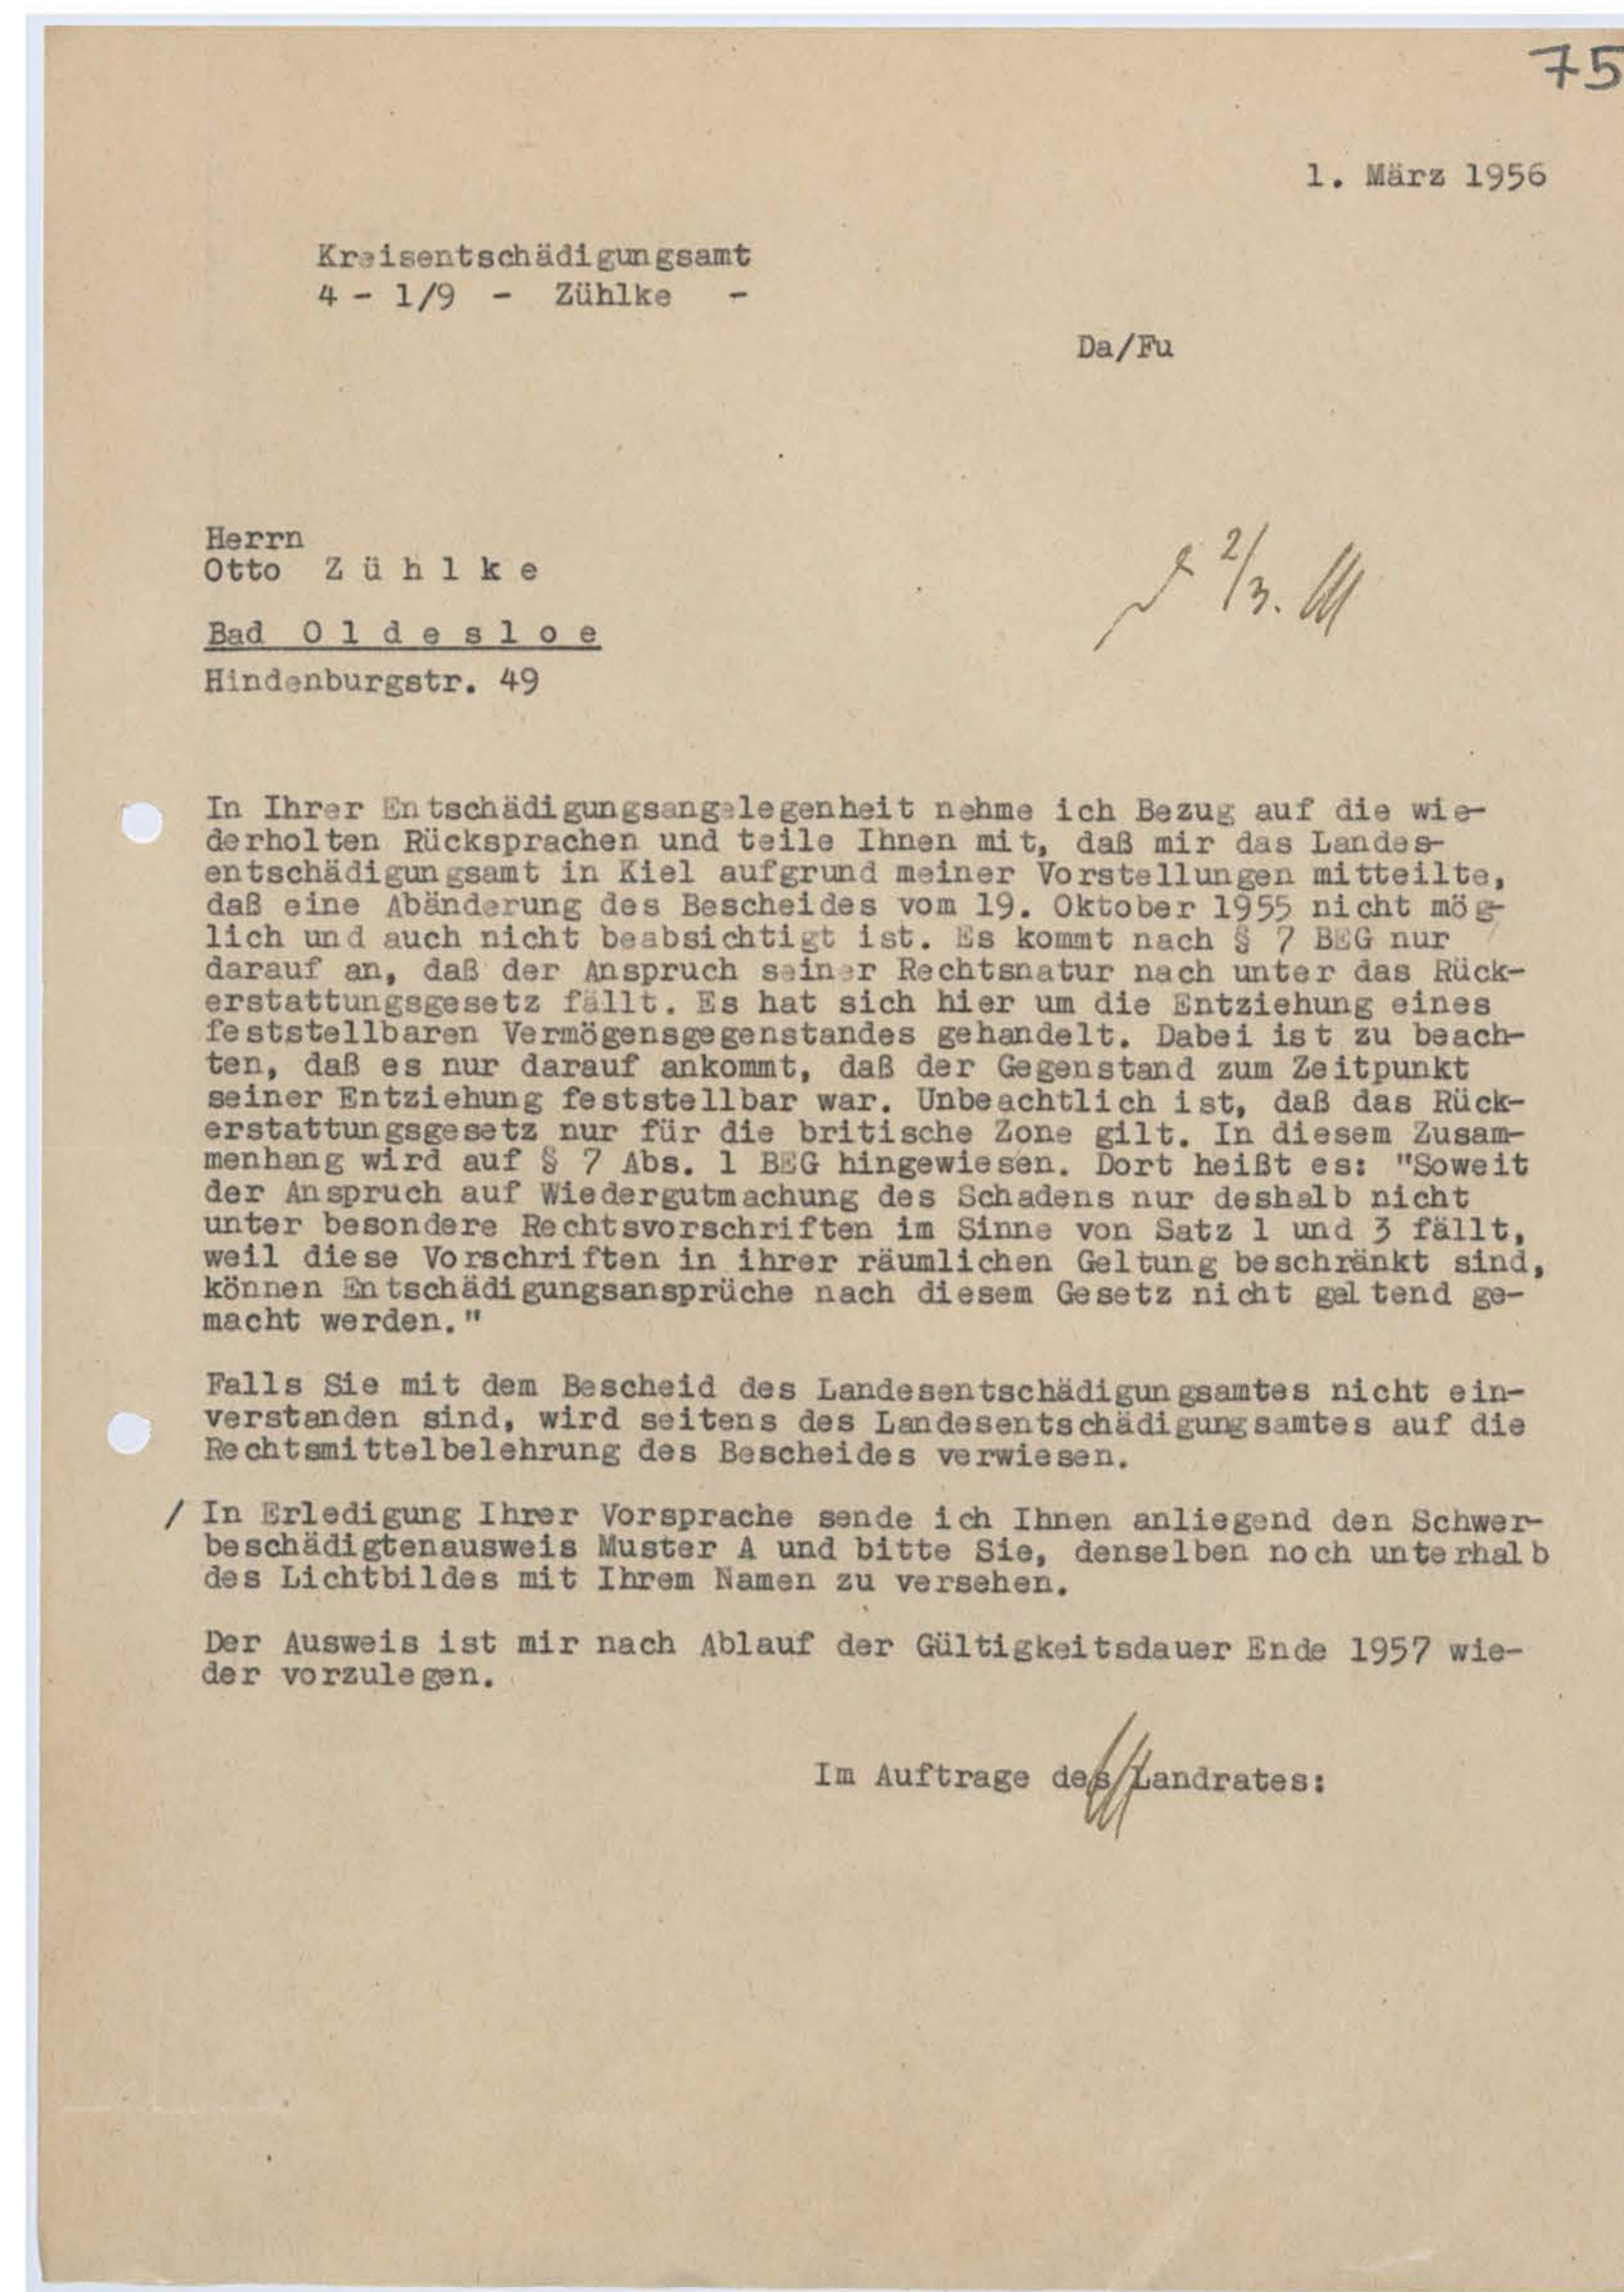 75
1. März 1956
Kreisentschädigungsamt
4 - 1/9 - Zühlke -
Da/Fu
Herrn
Otto Z ü h l k e
2/3.
Bad O l d e s l o e
Hindenburgstr. 49
In Ihrer Entschädigungsangelegenheit nehme ich Bezug auf die wie-
derholten Rücksprachen und teile Ihnen mit, daß mir das Landes-
entschädigungsamt in Kiel aufgrund meiner Vorstellungen mitteilte,
daß eine Abänderung des Bescheides vom 19. Oktober 1955 nicht mög-
lich und auch nicht beabsichtigt ist. Es kommt nach § 7 BEG nur
darauf an, daß der Anspruch seiner Rechtsnatur nach unter das Rück-
erstattungsgesetz fällt. Es hat sich hier um die Entziehung eines
feststellbaren Vermögensgegenstandes gehandelt. Dabei ist zu beach-
ten, daß es nur darauf ankommt, daß der Gegenstand zum Zeitpunkt
seiner Entziehung feststellbar war. Unbeachtlich ist, daß das Rück-
erstattungsgesetz nur für die britische Zone gilt. In diesem Zusam-
menhang wird auf § 7 Abs. 1 BEG hingewiesen. Dort heißt es: "Soweit
der Anspruch auf Wiedergutmachung des Schadens nur deshalb nicht
unter besondere Rechtsvorschriften im Sinne von Satz 1 und 3 fällt,
weil diese Vorschriften in ihrer räumlichen Geltung beschränkt sind,
können Entschädigungsansprüche nach diesem Gesetz nicht geltend ge-
macht werden."
Falls Sie mit dem Bescheid des Landesentschädigungsamtes nicht ein-
verstanden sind, wird seitens des Landesentschädigungsamtes auf die
Rechtsmittelbelehrung des Bescheides verwiesen.
/ In Erledigung Ihrer Vorsprache sende ich Ihnen anliegend den Schwer-
beschädigtenausweis Muster A und bitte Sie, denselben noch unterhalb
des Lichtbildes mit Ihrem Namen zu versehen.
Der Ausweis ist mir nach Ablauf der Gültigkeitsdauer Ende 1957 wie-
der vorzulegen.
Im Auftrage des Landrates: